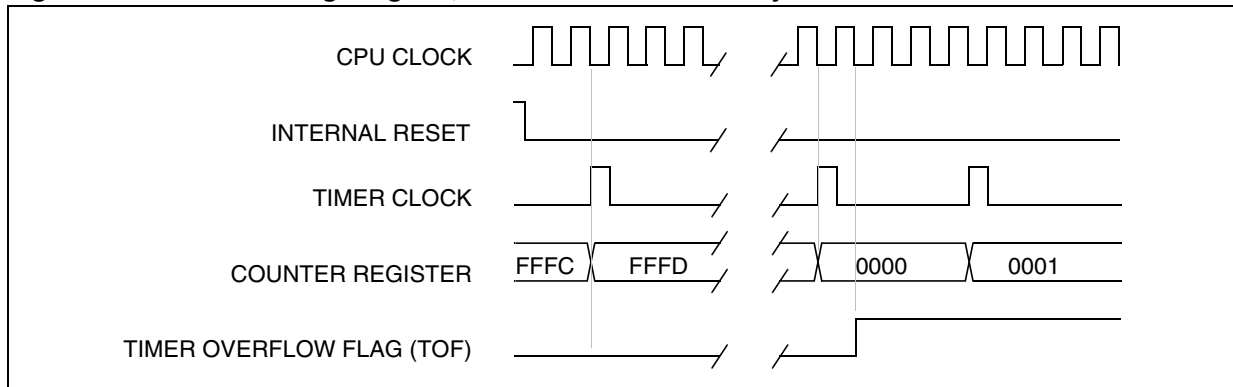 CPU CLOCK
INTERNAL RESET
TIMER CLOCK
COUNTER REGISTER FFFC FFFD 0000 0001
TIMER OVERFLOW FLAG (TOF)